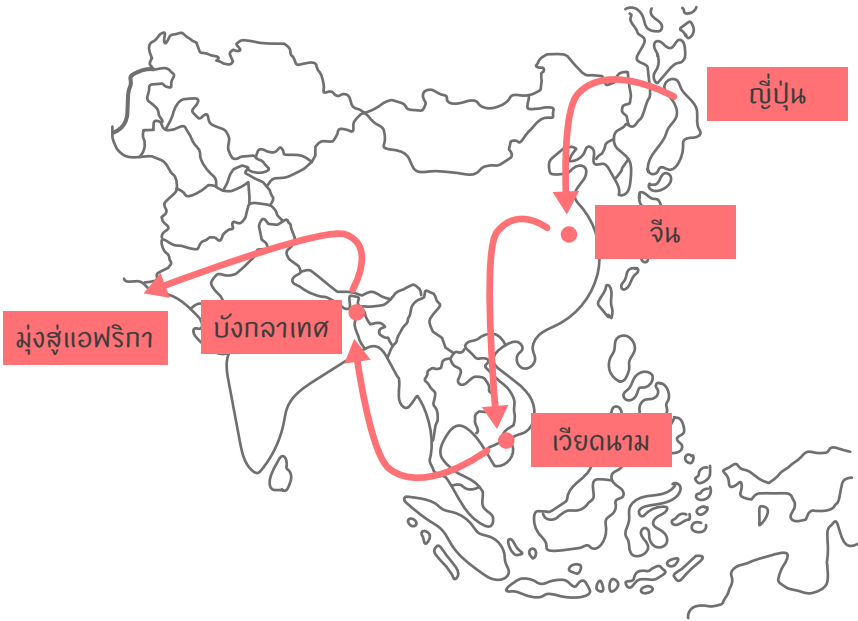 ญี่ปุ่น
จีน
มุ่งสู่แอฟริกา
บังกลาเทศ
เวียดนาม